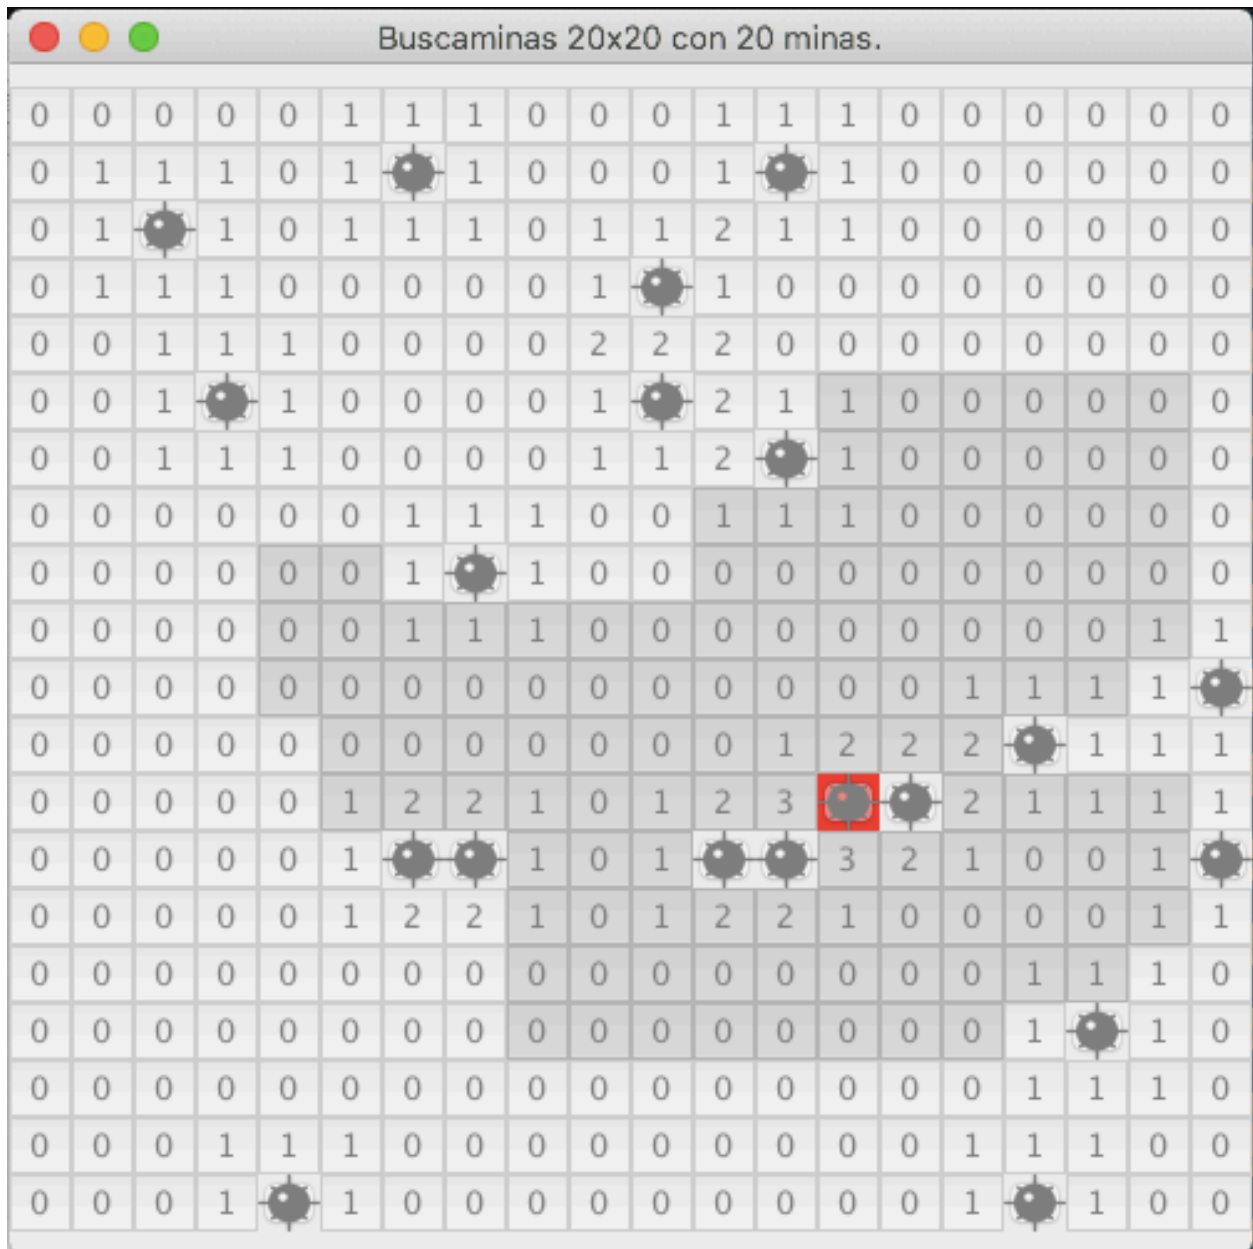 Buscaminas 20x20 con 20 minas.
0 0 0 0 0 1 1 1 0 0 0 1 1 1 0 0 0 0 0 0
0 1 1 1 0 1 1 0 0 0 1 1 0 0 0 0 0 0
0 1 1 0 1 1 1 0 1 1 2 1 1 0 0 0 0 0 0
0 1 1 1 0 0 0 0 0 1 1 0 0 0 0 0 0 0 0
0 0 1 1 1 0 0 0 0 2 2 2 0 0 0 0 0 0 0 0
0 0 1 1 0 0 0 0 1 2 1 1 0 0 0 0 0 0
0 0 1 1 1 0 0 0 0 1 1 2 1 0 0 0 0 0 0
0 0 0 0 0 0 1 1 1 0 0 1 1 1 0 0 0 0 0 0
0 0 0 0 0 0 1 1 0 0 0 0 0 0 0 0 0 0 0
0 0 0 0 0 0 1 1 1 0 0 0 0 0 0 0 0 0 1 1
0 0 0 0 0 0 0 0 0 0 0 0 0 0 0 1 1 1 1
0 0 0 0 0 0 0 0 0 0 0 0 1 2 2 2 1 1 1
0 0 0 0 0 1 2 2 1 0 1 2 3 2 1 1 1 1
0 0 0 0 0 1 1 0 1 3 2 1 0 0 1
0 0 0 0 0 1 2 2 1 0 1 2 2 1 0 0 0 0 1 1
0 0 0 0 0 0 0 0 0 0 0 0 0 0 0 0 1 1 1 0
0 0 0 0 0 0 0 0 0 0 0 0 0 0 0 0 1 1 0
0 0 0 0 0 0 0 0 0 0 0 0 0 0 0 0 1 1 1 0
0 0 0 1 1 1 0 0 0 0 0 0 0 0 0 1 1 1 0 0
0 0 0 1 1 0 0 0 0 0 0 0 0 0 1 1 0 0